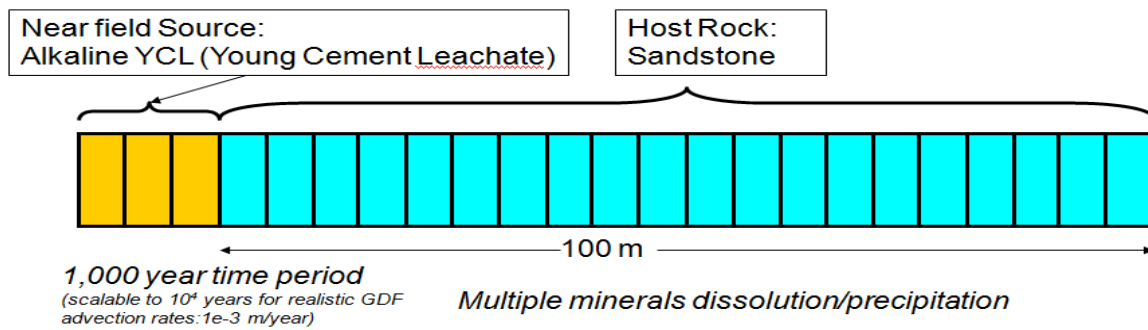 Near field Source:
Alkaline YCL (Young Cement Leachate)
Host Rock:
Sandstone
100 m
1,000 year time period
(scalable to 10⁴ years for realistic GDF
advection rates:1e-3 m/year)
Multiple minerals dissolution/precipitation